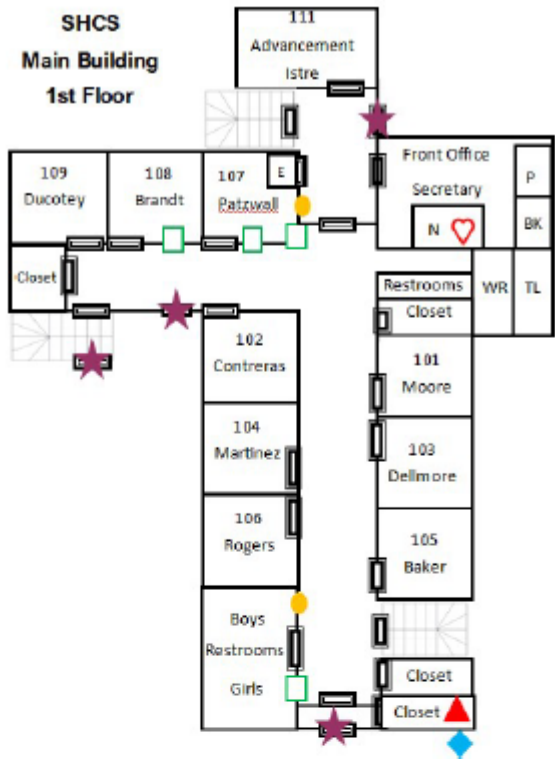 SHCS
Main Building
1st Floor
111
Advancement
Istre
109
Ducotey
108
Brandt
107
Patzwall
E
Front Office
Secretary
P
N
BK
Closet
Restrooms
Closet
WR
TL
102
Contreras
101
Moore
104
Martinez
103
Dellmore
106
Rogers
105
Baker
Boys
Restrooms
Girls
Closet
Closet